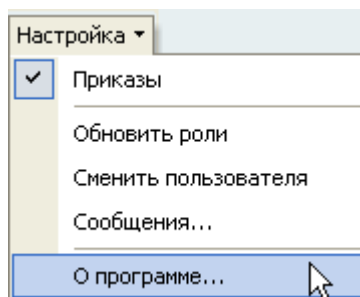 Настройка
Приказы
Обновить роли
Сменить пользователя
Сообщения...
О программе...